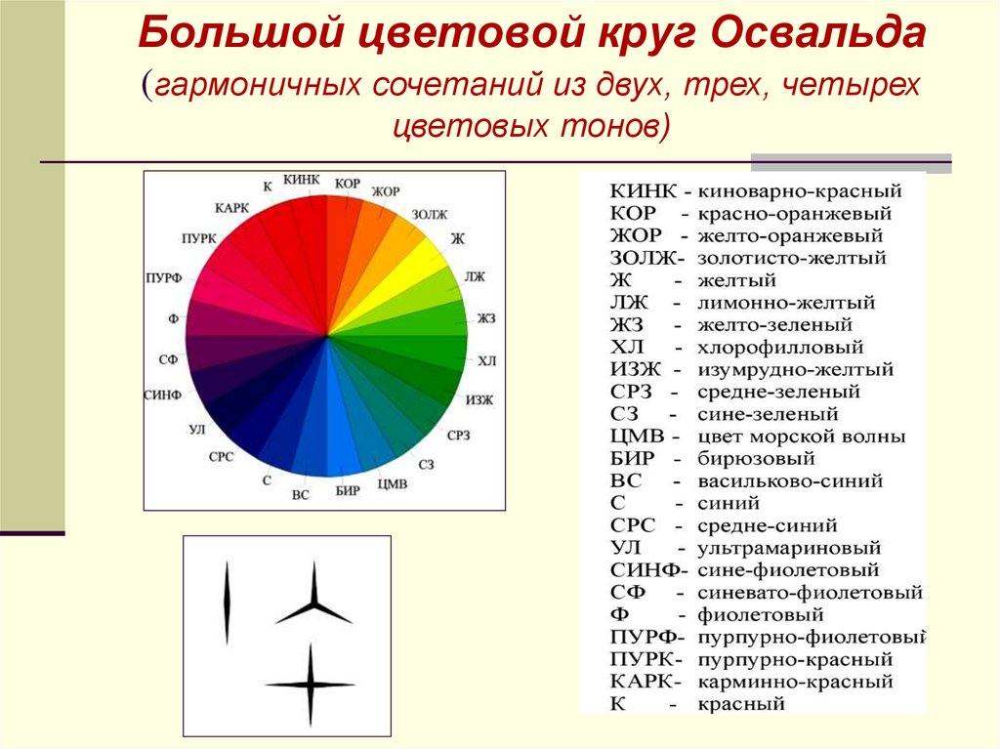 Большой цветовой круг Освальда
(гармоничных сочетаний из двух, трех, четырех
цветовых тонов)
КИНК
КОР
ЖОР
ЗОЛЖ
Ж
ЛЖ
ЖЗ
ХЛ
ИЗЖ
СРЗ
СЗ
ЦМВ
БИР
ВС
С
СРС
УЛ
СИНФ
СФ
Ф
ПУРФ
ПУРК
КАРК
К
КИНК - киноварно-красный
КОР - красно-оранжевый
ЖОР - желто-оранжевый
ЗОЛЖ- золотисто-желтый
Ж - желтый
ЛЖ - лимонно-желтый
ЖЗ - желто-зеленый
ХЛ - хлорофилловый
ИЗЖ - изумрудно-желтый
СРЗ - средне-зеленый
СЗ - сине-зеленый
ЦМВ - цвет морской волны
БИР - бирюзовый
ВС - васильково-синий
С - синий
СРС - средне-синий
УЛ - ультрамариновый
СИНФ- сине-фиолетовый
СФ - синевато-фиолетовый
Ф - фиолетовый
ПУРФ- пурпурно-фиолетовый
ПУРК- пурпурно-красный
КАРК- карминно-красный
К - красный